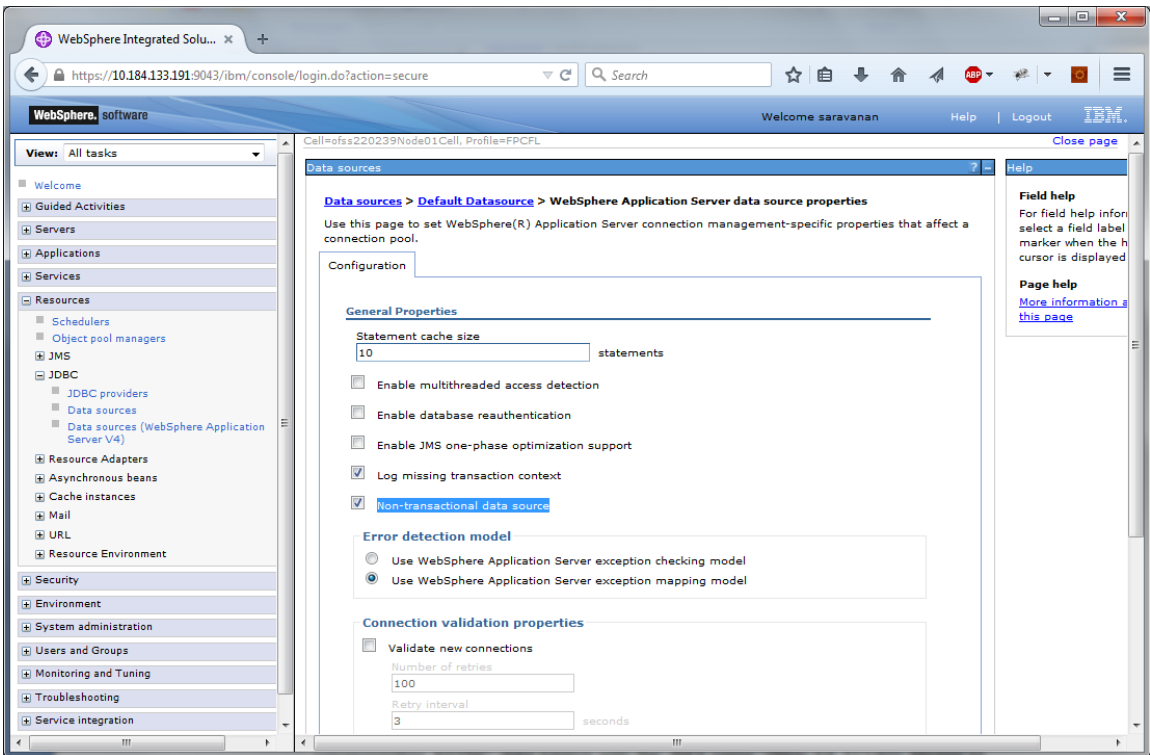 WebSphere Integrated Solu... × +
https://10.184.133.191:9043/ibm/console/login.do?action=secure
Search
ABP
WebSphere. software
Welcome saravanan
Help | Logout
IBM.
View: All tasks
Welcome
Guided Activities
Servers
Applications
Services
Resources
Schedulers
Object pool managers
JMS
JDBC
JDBC providers
Data sources
Data sources (WebSphere Application
Server V4)
Resource Adapters
Asynchronous beans
Cache instances
Mail
URL
Resource Environment
Security
Environment
System administration
Users and Groups
Monitoring and Tuning
Troubleshooting
Service integration
Cell=ofss220239Node01Cell, Profile=FPCFL
Close page
Data sources
? -
Data sources > Default Datasource > WebSphere Application Server data source properties
Use this page to set WebSphere(R) Application Server connection management-specific properties that affect a
connection pool.
Configuration
General Properties
Statement cache size
10 statements
Enable multithreaded access detection
Enable database reauthentication
Enable JMS one-phase optimization support
Log missing transaction context
Non-transactional data source
Error detection model
Use WebSphere Application Server exception checking model
Use WebSphere Application Server exception mapping model
Connection validation properties
Validate new connections
Number of retries
100
Retry interval
3 seconds
Help
Field help
For field help infor
select a field label
marker when the h
cursor is displayed
Page help
More information a
this page